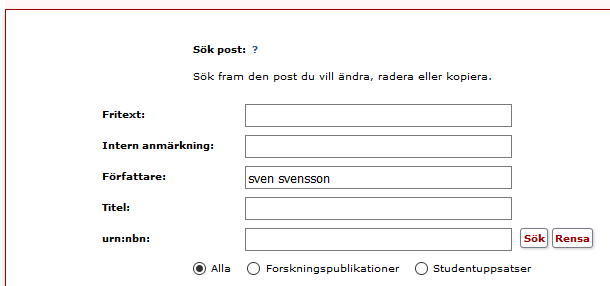 Sök post: ?
Sök fram den post du vill ändra, radera eller kopiera.
Fritext:
Intern anmärkning:
Författare: sven svensson
Titel:
urn:nbn: Sök Rensa
Alla Forskningspublikationer Studentuppsatser